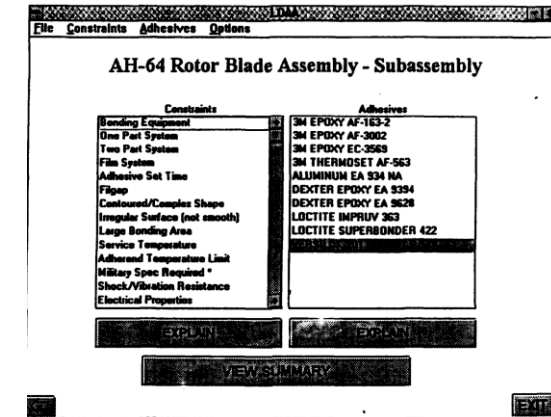 LDAA
File Constraints Adhesives Options
AH-64 Rotor Blade Assembly - Subassembly
Constraints
Bonding Equipment
One Part System
Two Part System
Film System
Adhesive Set Time
Filgap
Contoured/Complex Shape
Irregular Surface (not smooth)
Large Bonding Area
Service Temperature
Adherend Temperature Limit
Military Spec Required *
Shock/Vibration Resistance
Electrical Properties
EXPLAIN
Adhesives
3M EPOXY AF-163-2
3M EPOXY AF-3002
3M EPOXY EC-3569
3M THERMOSET AF-563
ALUMINUM EA 934 NA
DEXTER EPOXY EA 9394
DEXTER EPOXY EA 9628
LOCTITE IMPRUV 363
LOCTITE SUPERBONDER 422
EXPLAIN
VIEW SUMMARY
EXIT